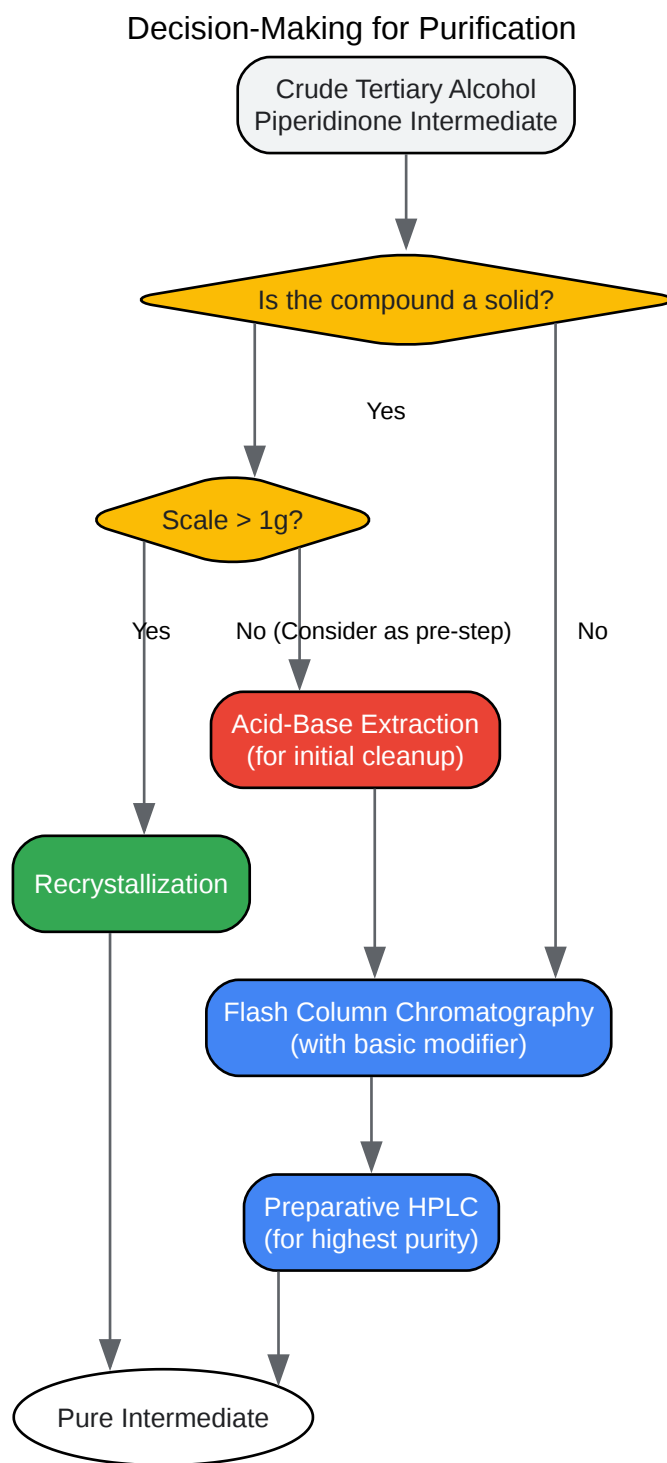 Decision-Making for Purification
Crude Tertiary Alcohol
Piperidinone Intermediate
Is the compound a solid?
Yes
Scale > 1g?
Yes
No (Consider as pre-step)
No
Acid-Base Extraction
(for initial cleanup)
Recrystallization
Flash Column Chromatography
(with basic modifier)
Preparative HPLC
(for highest purity)
Pure Intermediate